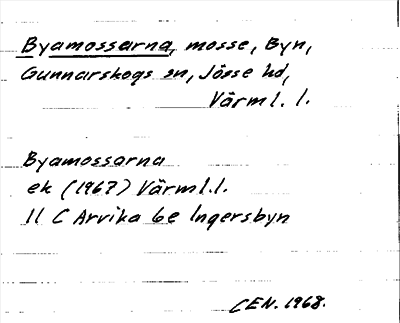 Byamossarna, mosse, Byn,
Gunnarskogs sn, Jösse hd,
Värml. l.
Byamossarna
ek (1967) Värml.l.
11 C Arvika 6e Ingersbyn
CEN. 1968.